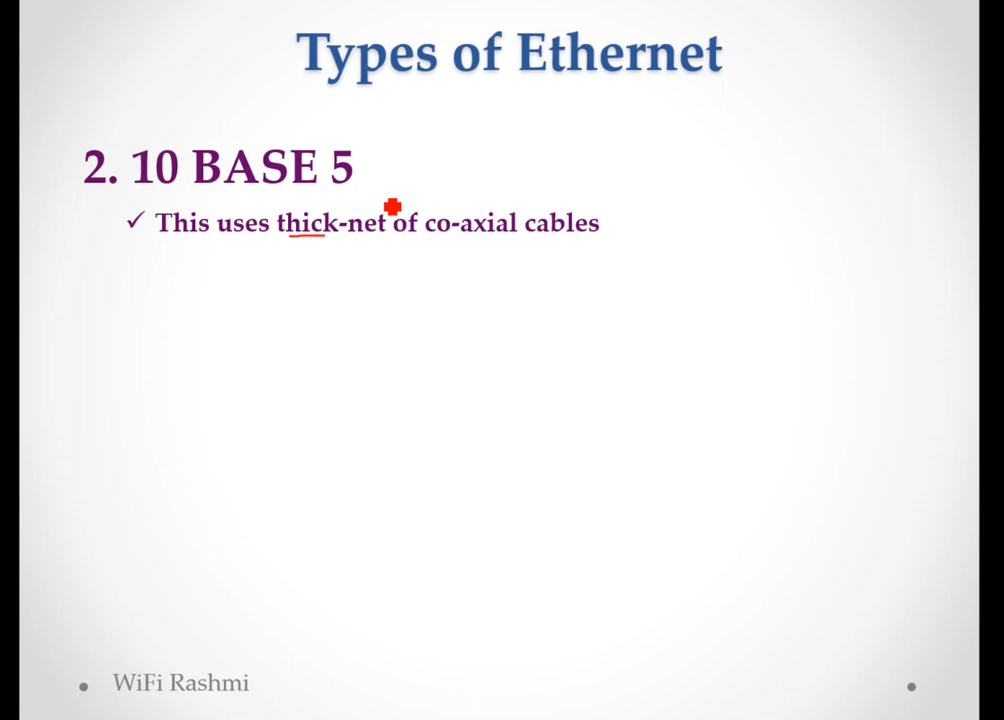 Types of Ethernet
2. 10 BASE 5
✓ This uses thick-net of co-axial cables
WiFi Rashmi